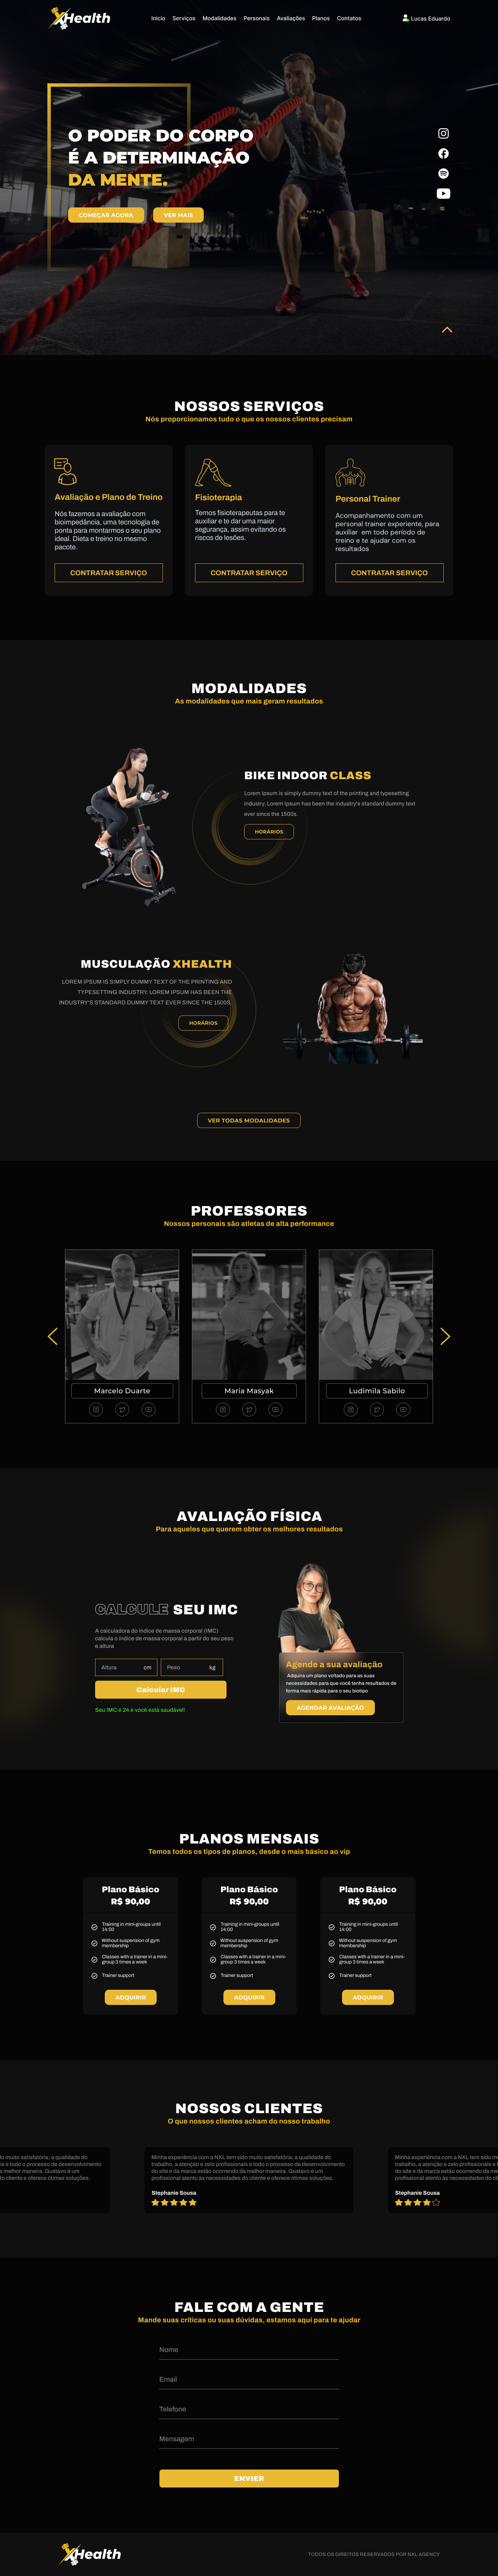 XHealth
Início Serviços Modalidades Personais Avaliações Planos Contatos
Lucas Eduardo
O PODER DO CORPO
É A DETERMINAÇÃO
DA MENTE.
COMEÇAR AGORA
VER MAIS
NOSSOS SERVIÇOS
Nós proporcionamos tudo o que os nossos clientes precisam
Avaliação e Plano de Treino
Nós fazemos a avaliação com
bioimpedância, uma tecnologia de
ponta para montarmos o seu plano
ideal. Dieta e treino no mesmo
pacote.
CONTRATAR SERVIÇO
Fisioterapia
Temos fisioterapeutas para te
auxiliar e te dar uma maior
segurança, assim evitando os
riscos de lesões.
CONTRATAR SERVIÇO
Personal Trainer
Acompanhamento com um
personal trainer experiente, para
auxiliar em todo período de
treino e te ajudar com os
resultados
CONTRATAR SERVIÇO
MODALIDADES
As modalidades que mais geram resultados
BIKE INDOOR CLASS
Lorem Ipsum is simply dummy text of the printing and typesetting
industry. Lorem Ipsum has been the industry's standard dummy text
ever since the 1500s.
HORÁRIOS
MUSCULAÇÃO XHEALTH
LOREM IPSUM IS SIMPLY DUMMY TEXT OF THE PRINTING AND
TYPESETTING INDUSTRY. LOREM IPSUM HAS BEEN THE
INDUSTRY'S STANDARD DUMMY TEXT EVER SINCE THE 1500S.
HORÁRIOS
VER TODAS MODALIDADES
PROFESSORES
Nossos personais são atletas de alta performance
Marcelo Duarte
Maria Masyak
Ludimila Sabilo
AVALIAÇÃO FÍSICA
Para aqueles que querem obter os melhores resultados
CALCULE SEU IMC
A calculadora do índice de massa corporal (IMC)
calcula o índice de massa corporal a partir do seu peso
e altura
Altura cm
Peso kg
Calcular IMC
Seu IMC é 24 e você está saudável!
Agende a sua avaliação
Adquira um plano voltado para as suas
necessidades para que você tenha resultados de
forma mais rápida para o seu biotipo
AGENDAR AVALIAÇÃO
PLANOS MENSAIS
Temos todos os tipos de planos, desde o mais básico ao vip
Plano Básico
R$ 90,00
Training in mini-groups until
14:00
Without suspension of gym
membership
Classes with a trainer in a mini-
group 3 times a week
Trainer support
ADQUIRIR
Plano Básico
R$ 90,00
Training in mini-groups until
14:00
Without suspension of gym
membership
Classes with a trainer in a mini-
group 3 times a week
Trainer support
ADQUIRIR
Plano Básico
R$ 90,00
Training in mini-groups until
14:00
Without suspension of gym
membership
Classes with a trainer in a mini-
group 3 times a week
Trainer support
ADQUIRIR
NOSSOS CLIENTES
O que nossos clientes acham do nosso trabalho
do muito satisfatória; a qualidade do
is e todo o processo de desenvolvimento
melhor maneira. Gustavo é um
do cliente e oferece ótimas soluções.
Minha experiência com a NXL tem sido muito satisfatória; a qualidade do
trabalho, a atenção e zelo profissionais e todo o processo de desenvolvimento
do site e da marca estão ocorrendo da melhor maneira. Gustavo é um
profissional atento às necessidades do cliente e oferece ótimas soluções.
Stephanie Sousa
Minha experiência com a NXL tem sido
trabalho, a atenção e zelo profissionais e
do site e da marca estão ocorrendo da
profissional atento às necessidades do
Stephanie Sousa
FALE COM A GENTE
Mande suas críticas ou suas dúvidas, estamos aqui para te ajudar
Nome
Email
Telefone
Mensagem
ENVIER
XHealth
TODOS OS DIREITOS RESERVADOS POR NXL AGENCY